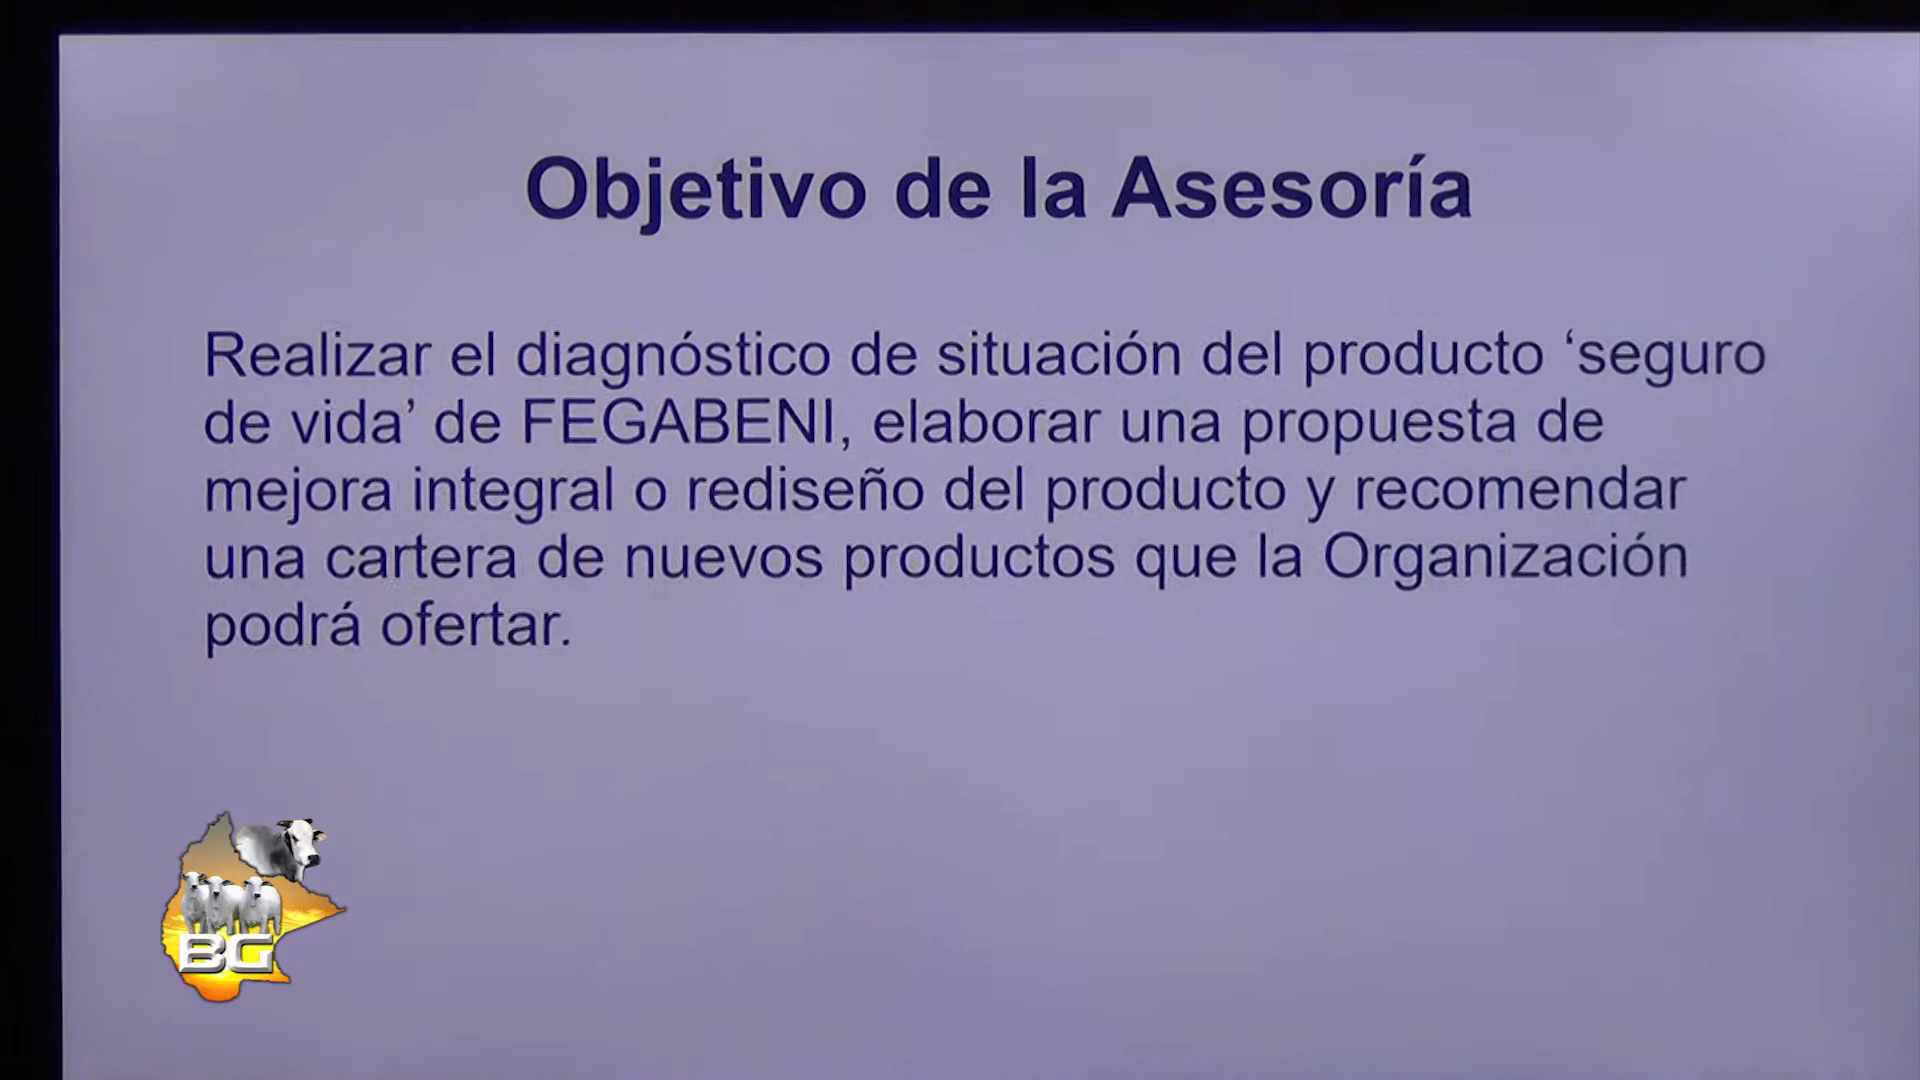 Objetivo de la Asesoría
Realizar el diagnóstico de situación del producto ‘seguro
de vida’ de FEGABENI, elaborar una propuesta de
mejora integral o rediseño del producto y recomendar
una cartera de nuevos productos que la Organización
podrá ofertar.
BG